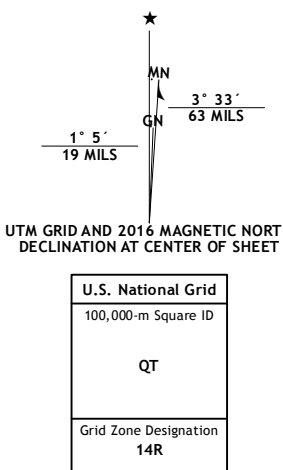 ★
MN
3° 33´
63 MILS
GN
1° 5´
19 MILS
UTM GRID AND 2016 MAGNETIC NORT
DECLINATION AT CENTER OF SHEET
U.S. National Grid
100,000-m Square ID
QT
Grid Zone Designation
14R